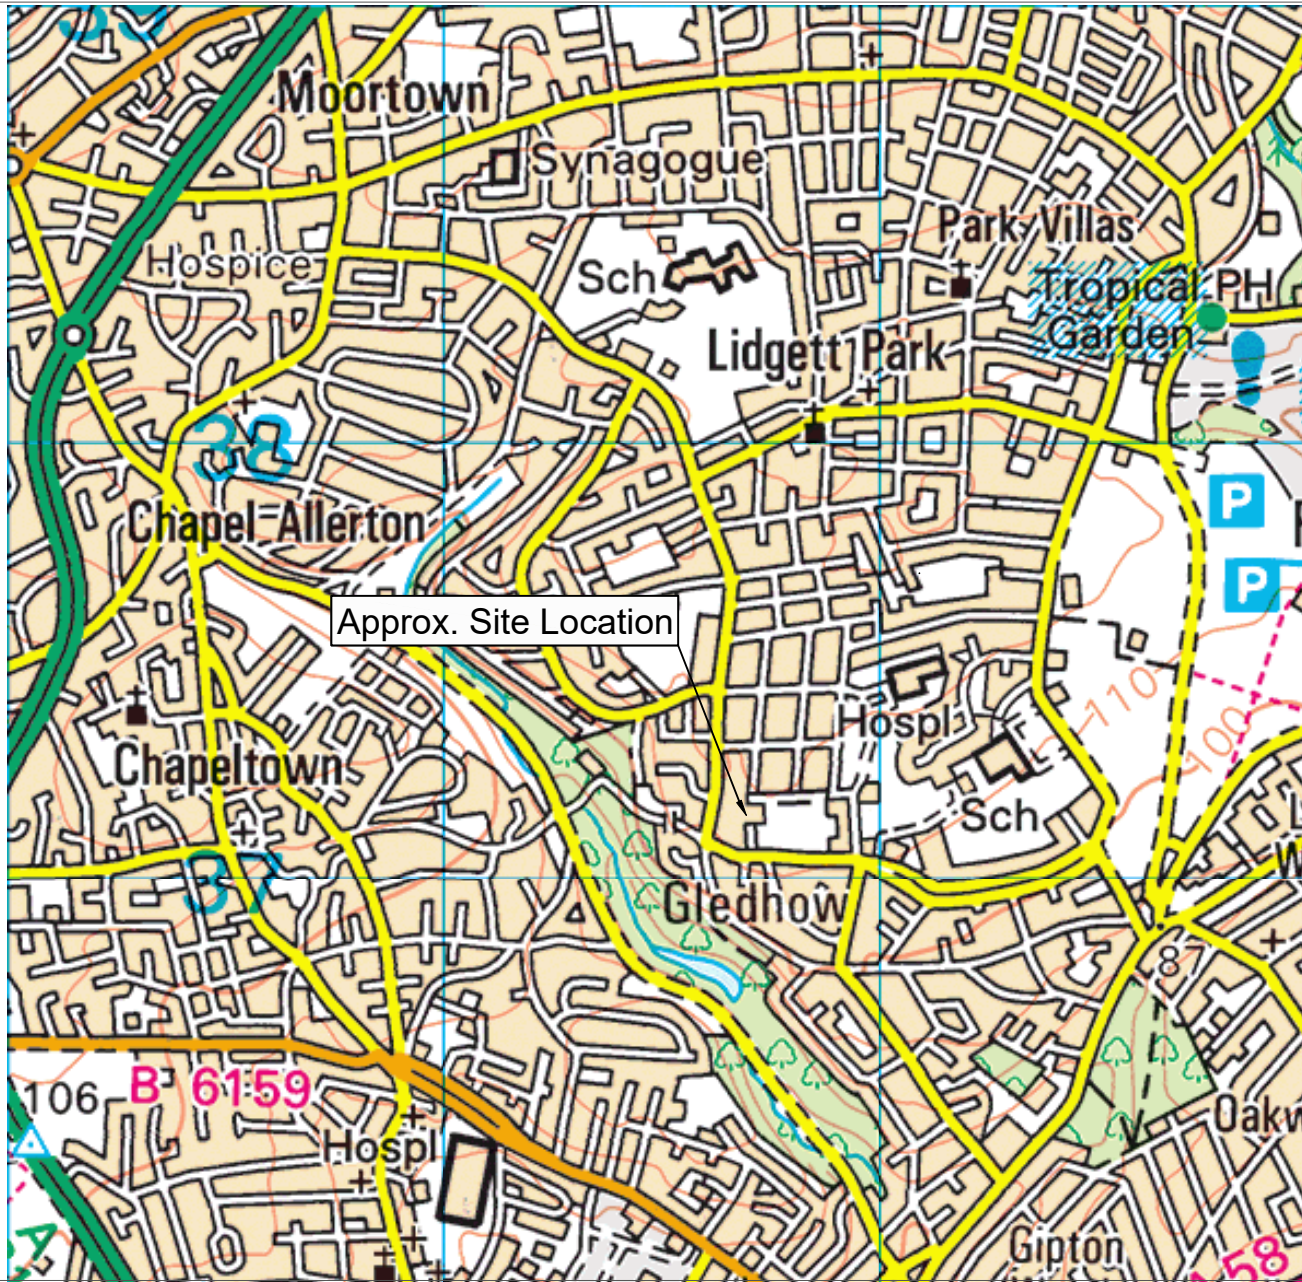 Moortown
Synagogue
Park Villas
Hospice
Sch
Tropical PH
Garden
Lidgett Park
38
Chapel Allerton
P
P
Approx. Site Location
110
Hospl
100
Chapeltown
Sch
37
Gledhow
87
106
B 6159
Hospl
Oakw
Gipton
A
58